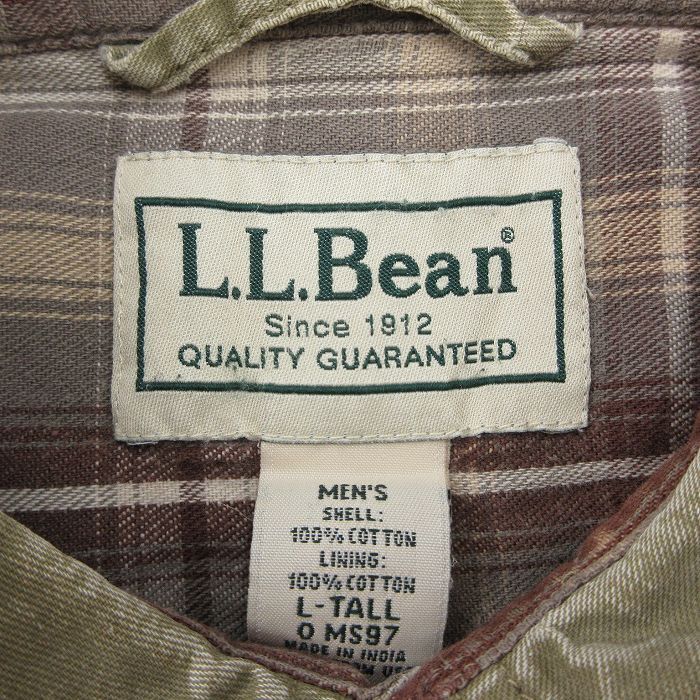 L.L.Bean®
Since 1912
QUALITY GUARANTEED
MEN'S
SHELL:
100% COTTON
LINING:
100% COTTON
L-TALL
0 MS97
MADE IN INDIA